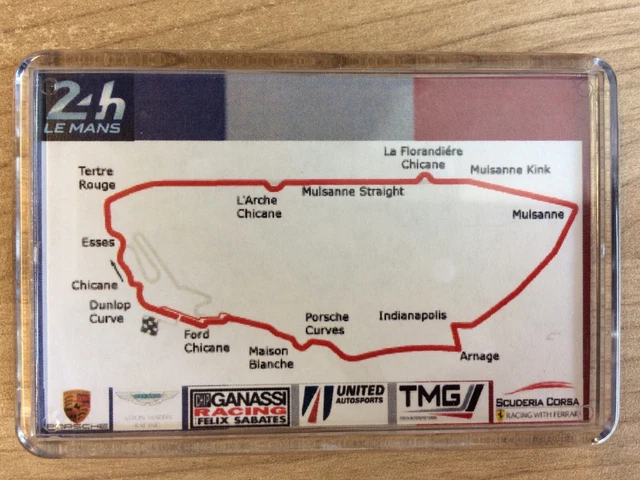 24h
LE MANS
La Florandiére
Chicane
Mulsanne Kink
Tertre
Rouge
L'Arche
Chicane
Mulsanne Straight
Mulsanne
Esses
Chicane
Dunlop
Curve
Ford
Chicane
Maison
Blanche
Porsche
Curves
Indianapolis
Arnage
PORSCHE
CHIP GANASSI
RACING
FELIX SABATES
UNITED
AUTOSPORTS
TMG
SCUDERIA CORSA
RACING WITH FERRARI